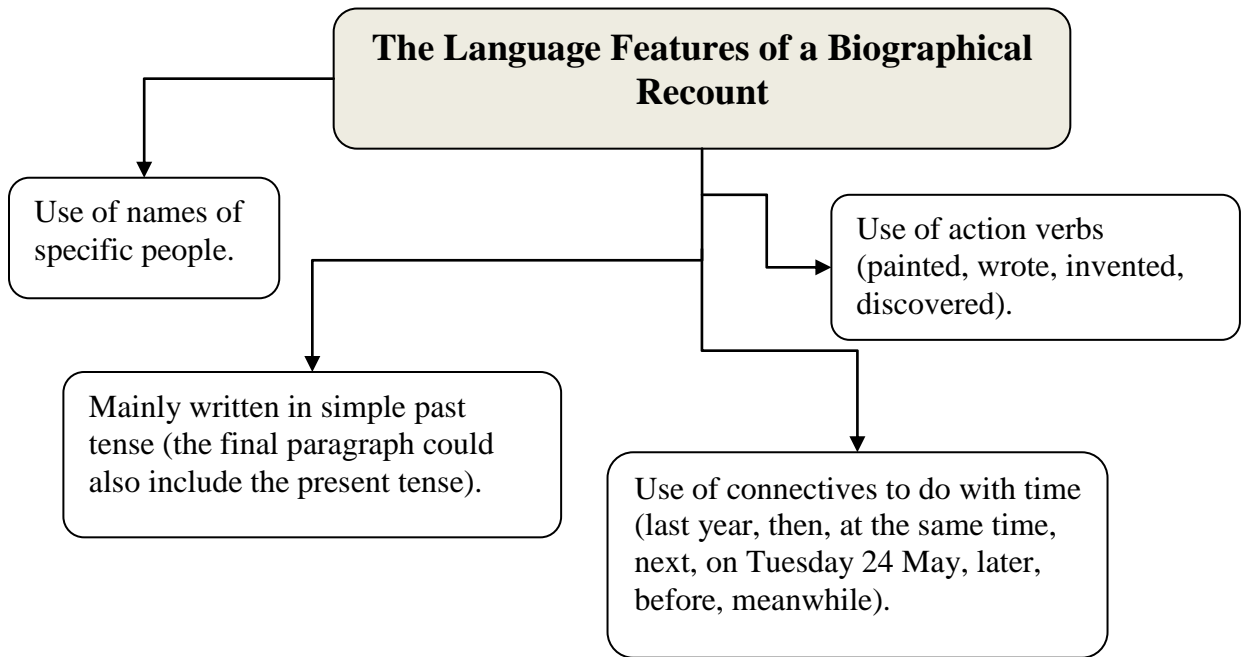 The Language Features of a Biographical
Recount
Use of names of
specific people.
Use of action verbs
(painted, wrote, invented,
discovered).
Mainly written in simple past
tense (the final paragraph could
also include the present tense).
Use of connectives to do with time
(last year, then, at the same time,
next, on Tuesday 24 May, later,
before, meanwhile).